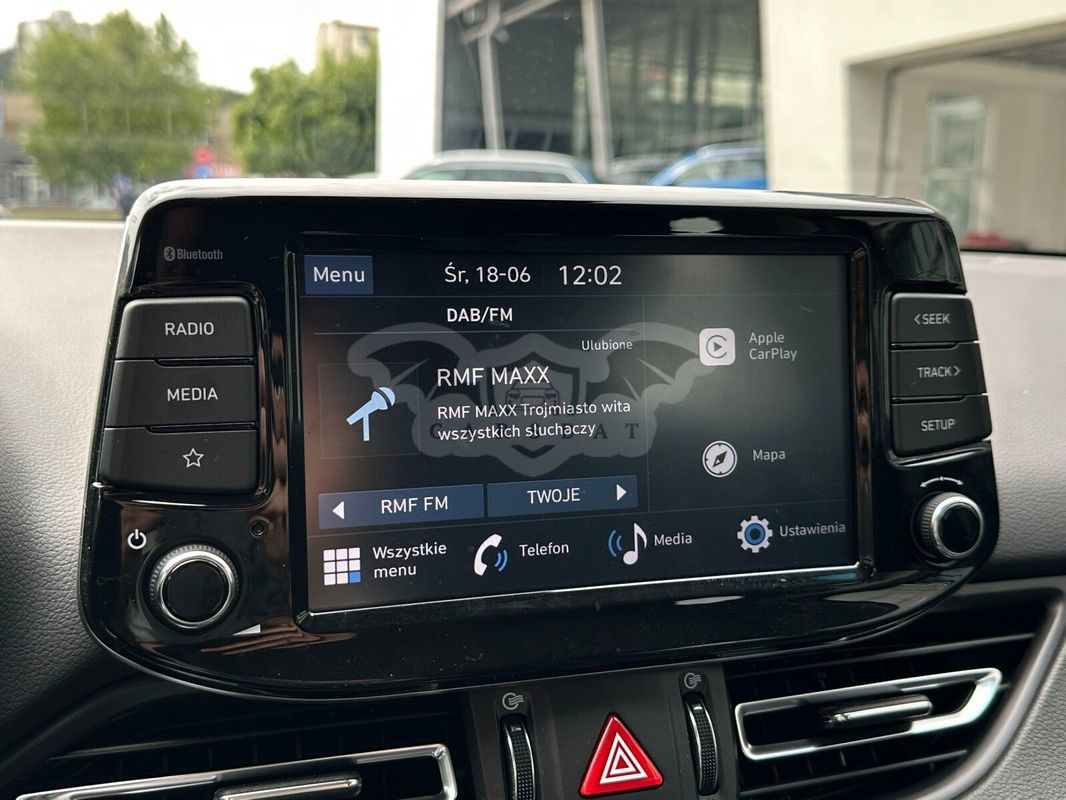 Bluetooth
Menu Śr, 18-06 12:02
DAB/FM
Ulubione
RMF MAXX
RMF MAXX Trojmiasto wita
wszystkich sluchaczy
RMF FM
TWOJE
Apple
CarPlay
Mapa
Wszystkie
menu
Telefon
Media
Ustawienia
RADIO
MEDIA
< SEEK
TRACK >
SETUP